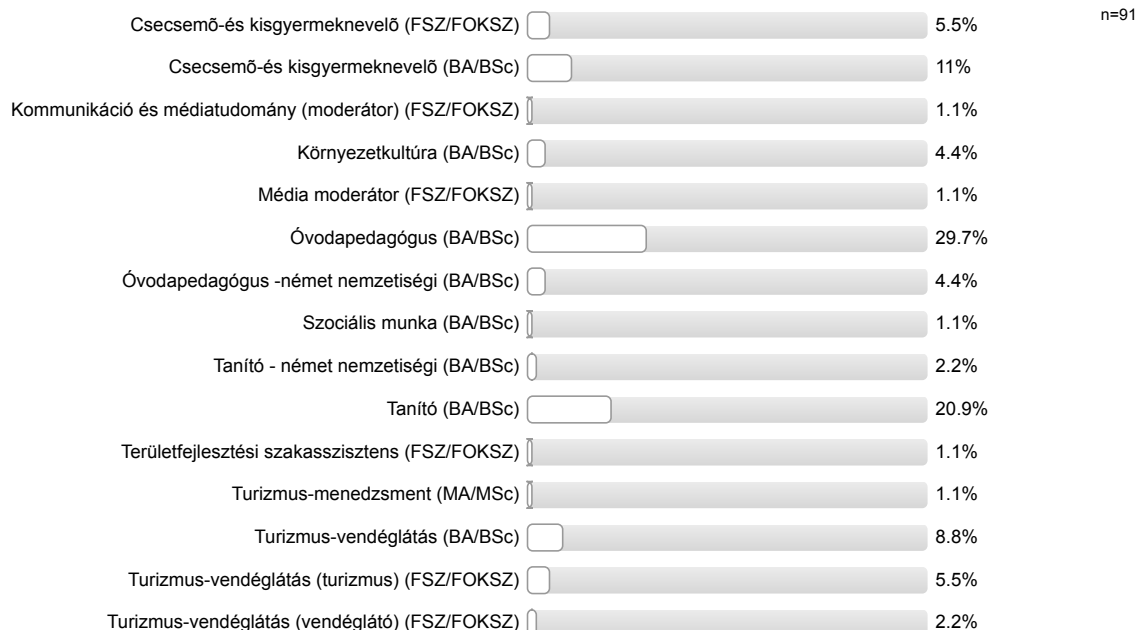 n=91
Csecsemõ-és kisgyermeknevelõ (FSZ/FOKSZ) 5.5%
Csecsemõ-és kisgyermeknevelõ (BA/BSc) 11%
Kommunikáció és médiatudomány (moderátor) (FSZ/FOKSZ) 1.1%
Környezetkultúra (BA/BSc) 4.4%
Média moderátor (FSZ/FOKSZ) 1.1%
Óvodapedagógus (BA/BSc) 29.7%
Óvodapedagógus -német nemzetiségi (BA/BSc) 4.4%
Szociális munka (BA/BSc) 1.1%
Tanító - német nemzetiségi (BA/BSc) 2.2%
Tanító (BA/BSc) 20.9%
Területfejlesztési szakasszisztens (FSZ/FOKSZ) 1.1%
Turizmus-menedzsment (MA/MSc) 1.1%
Turizmus-vendéglátás (BA/BSc) 8.8%
Turizmus-vendéglátás (turizmus) (FSZ/FOKSZ) 5.5%
Turizmus-vendéglátás (vendéglátó) (FSZ/FOKSZ) 2.2%